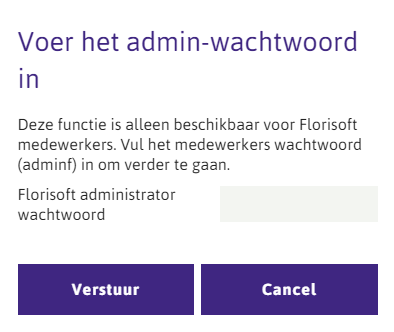 Voer het admin-wachtwoord
in
Deze functie is alleen beschikbaar voor Florisoft
medewerkers. Vul het medewerkers wachtwoord
(adminf) in om verder te gaan.
Florisoft administrator
wachtwoord
Verstuur
Cancel